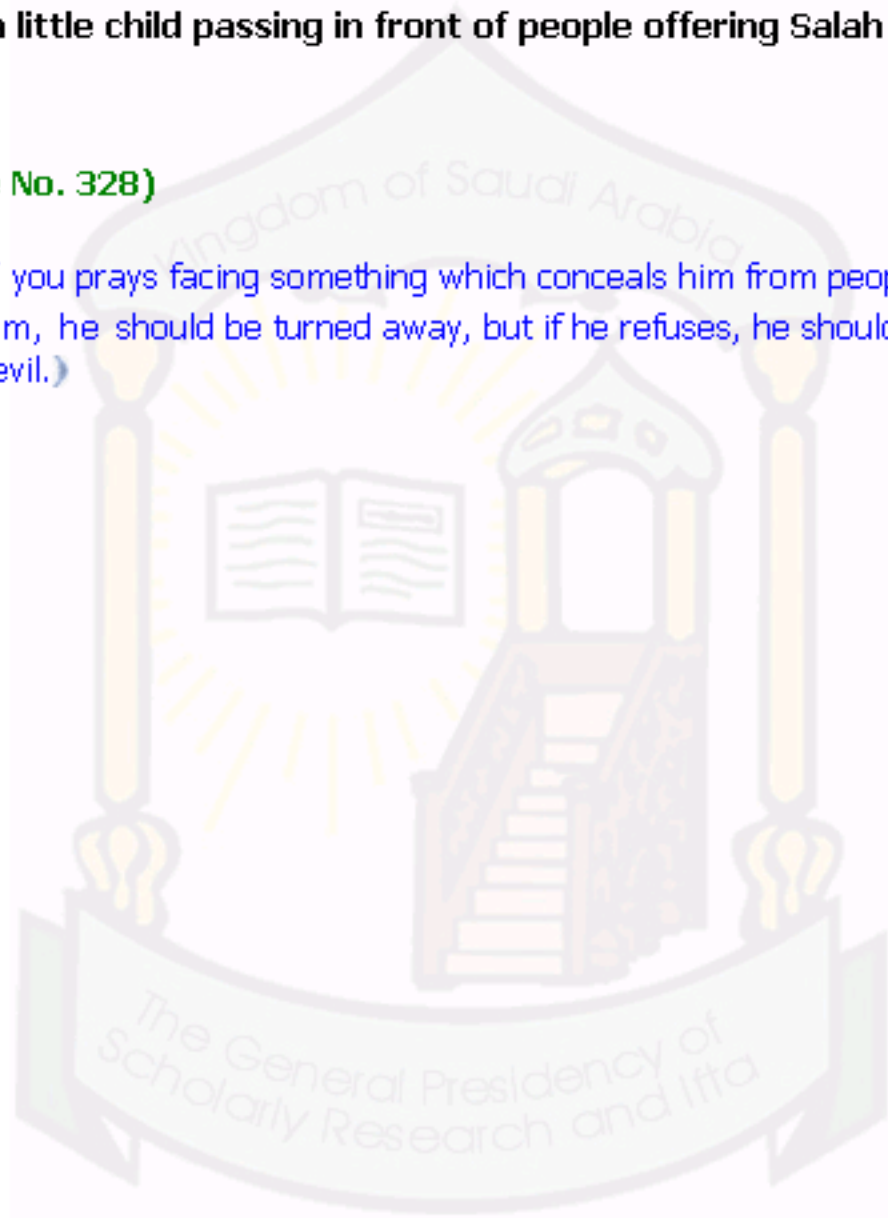 little child passing in front of people offering Salah
No. 328)
you prays facing something which conceals him from
m, he should be turned away, but if he refuses, he should
evil.)
Kingdom of Saudi Arabia
The General Presidency of
Scholarly Research and Ifta